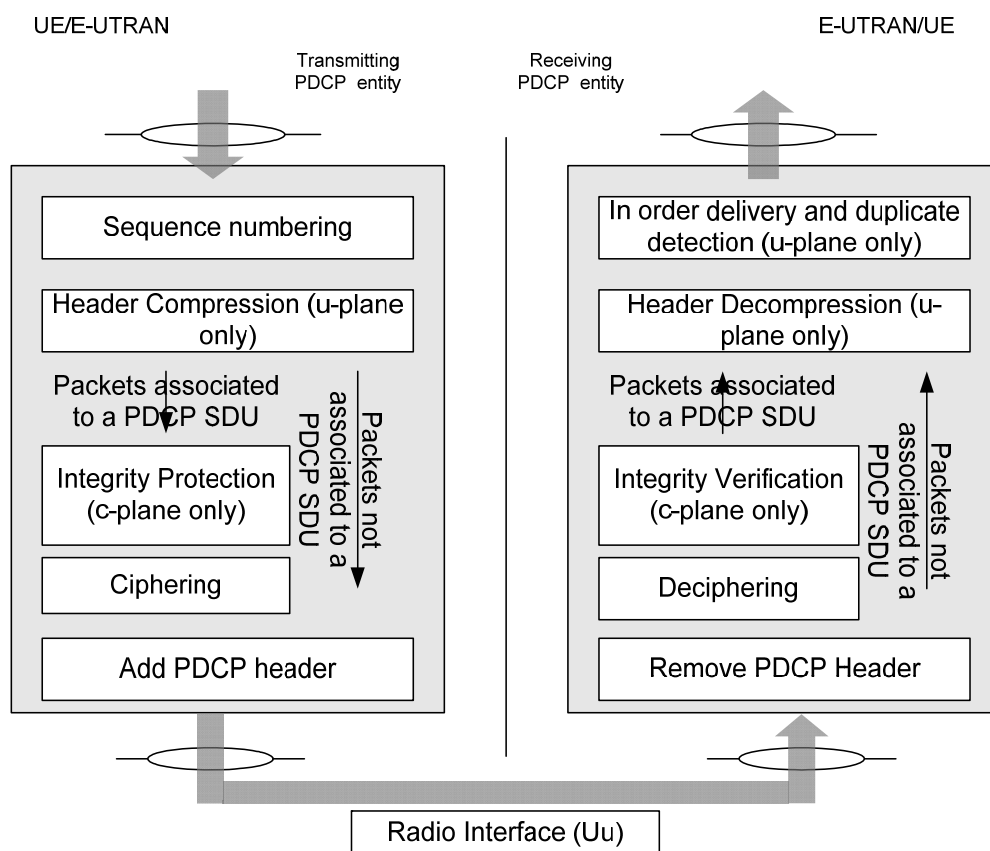 UE/E-UTRAN
E-UTRAN/UE
Transmitting
PDCP entity
Receiving
PDCP entity
Sequence numbering
Header Compression (u-plane
only)
Packets associated
to a PDCP SDU
Packets not
associated to a
PDCP SDU
Integrity Protection
(c-plane only)
Ciphering
Add PDCP header
In order delivery and duplicate
detection (u-plane only)
Header Decompression (u-
plane only)
Packets associated
to a PDCP SDU
Packets not
associated to a
PDCP SDU
Integrity Verification
(c-plane only)
Deciphering
Remove PDCP Header
Radio Interface (Uu)